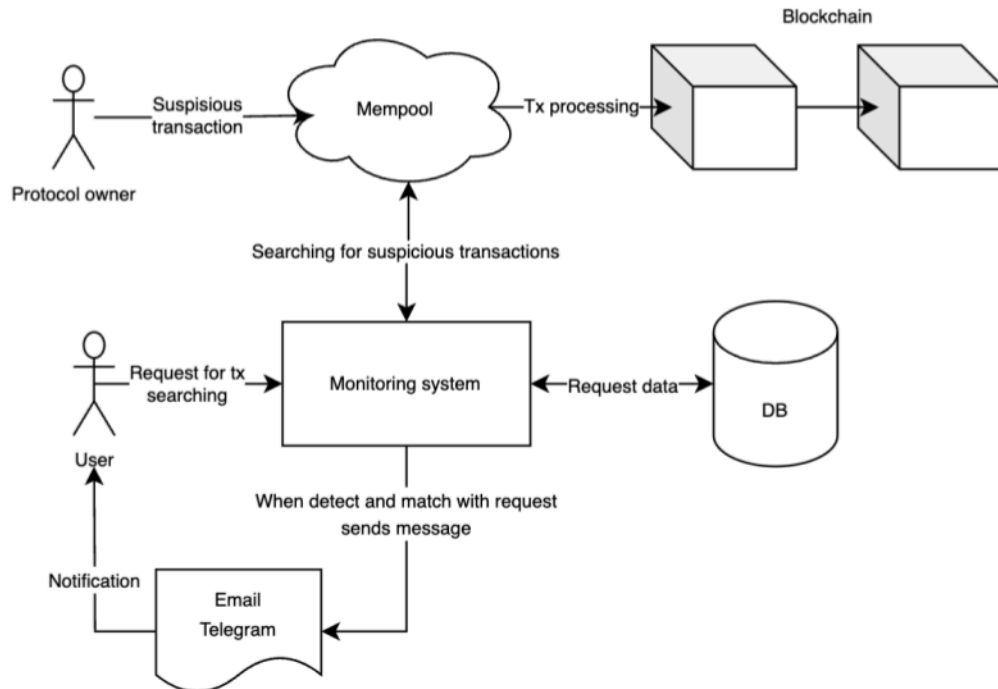 Blockchain
Suspisious
transaction
Mempool
Tx processing
Protocol owner
Searching for suspicious transactions
Request for tx
searching
Monitoring system
Request data
DB
User
When detect and match with request
sends message
Notification
Email
Telegram